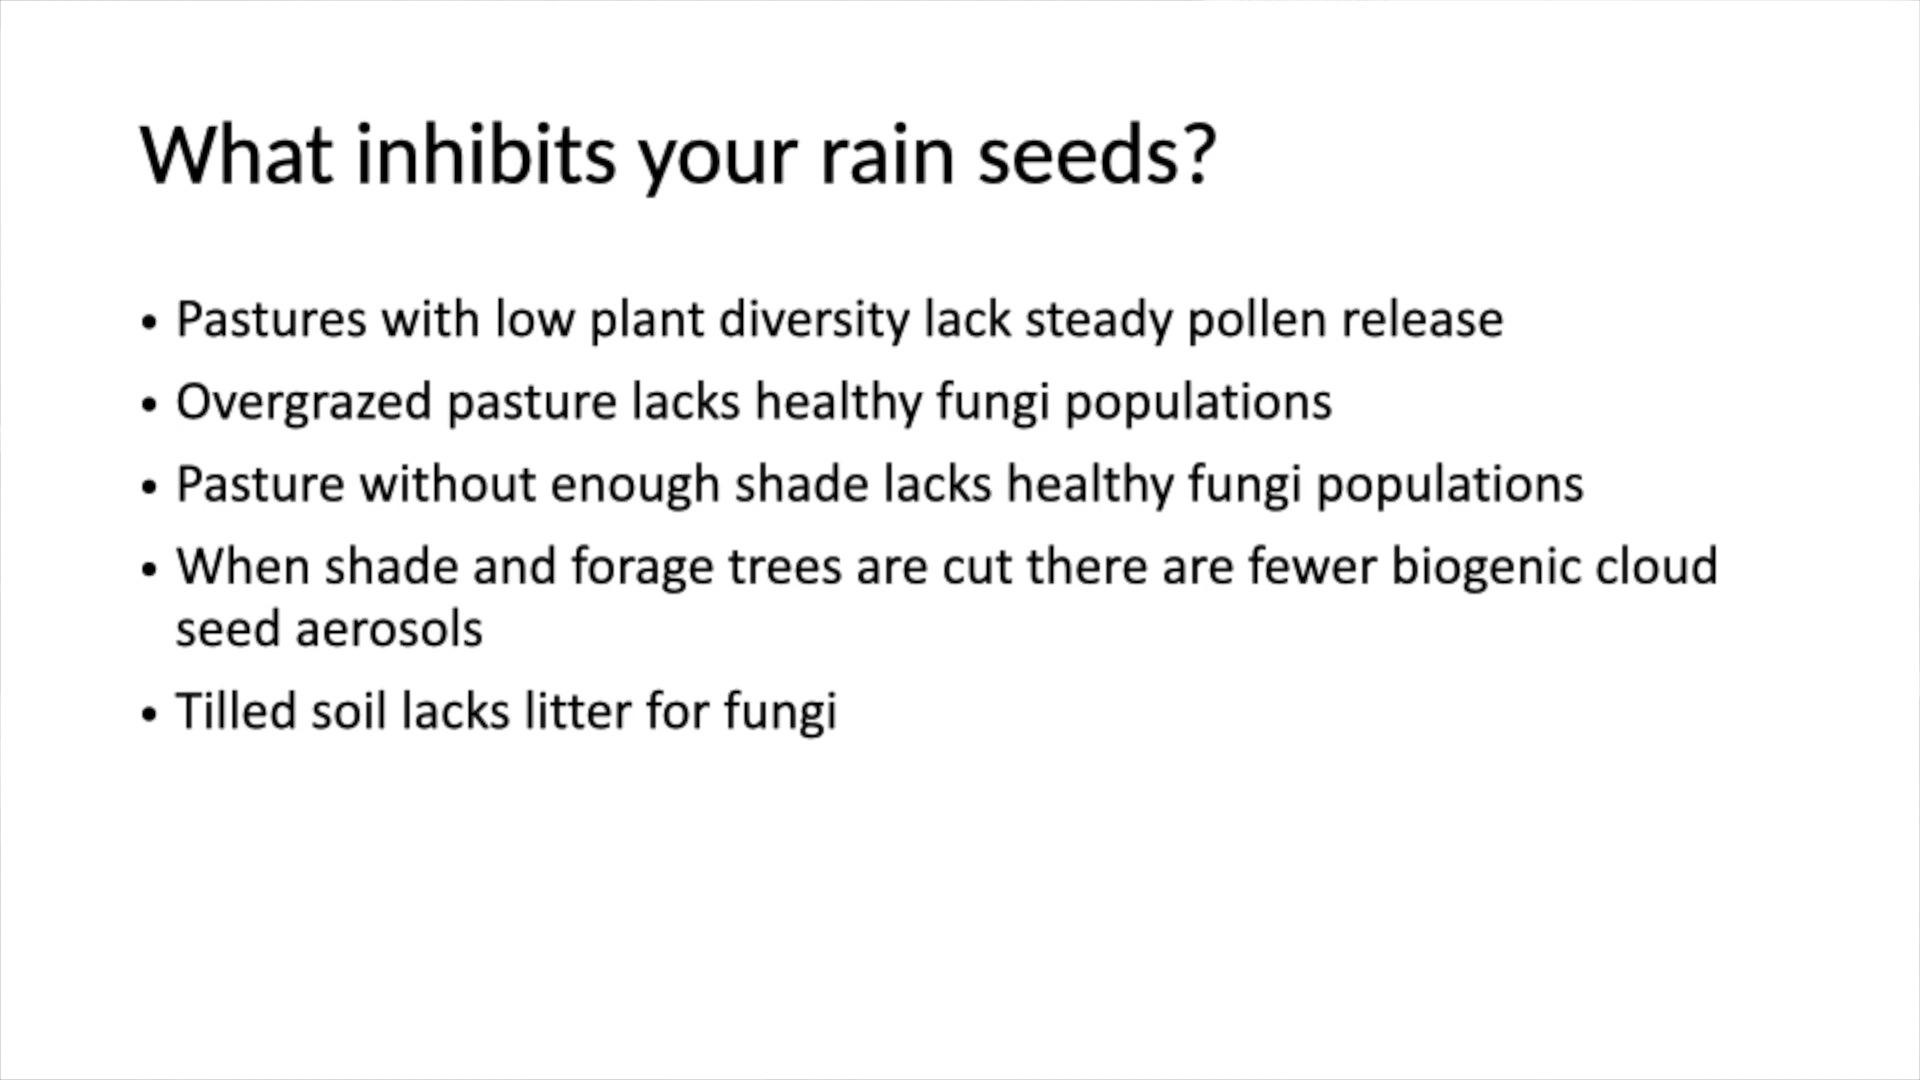 What inhibits your rain seeds?
• Pastures with low plant diversity lack steady pollen release
• Overgrazed pasture lacks healthy fungi populations
• Pasture without enough shade lacks healthy fungi populations
• When shade and forage trees are cut there are fewer biogenic cloud
seed aerosols
• Tilled soil lacks litter for fungi